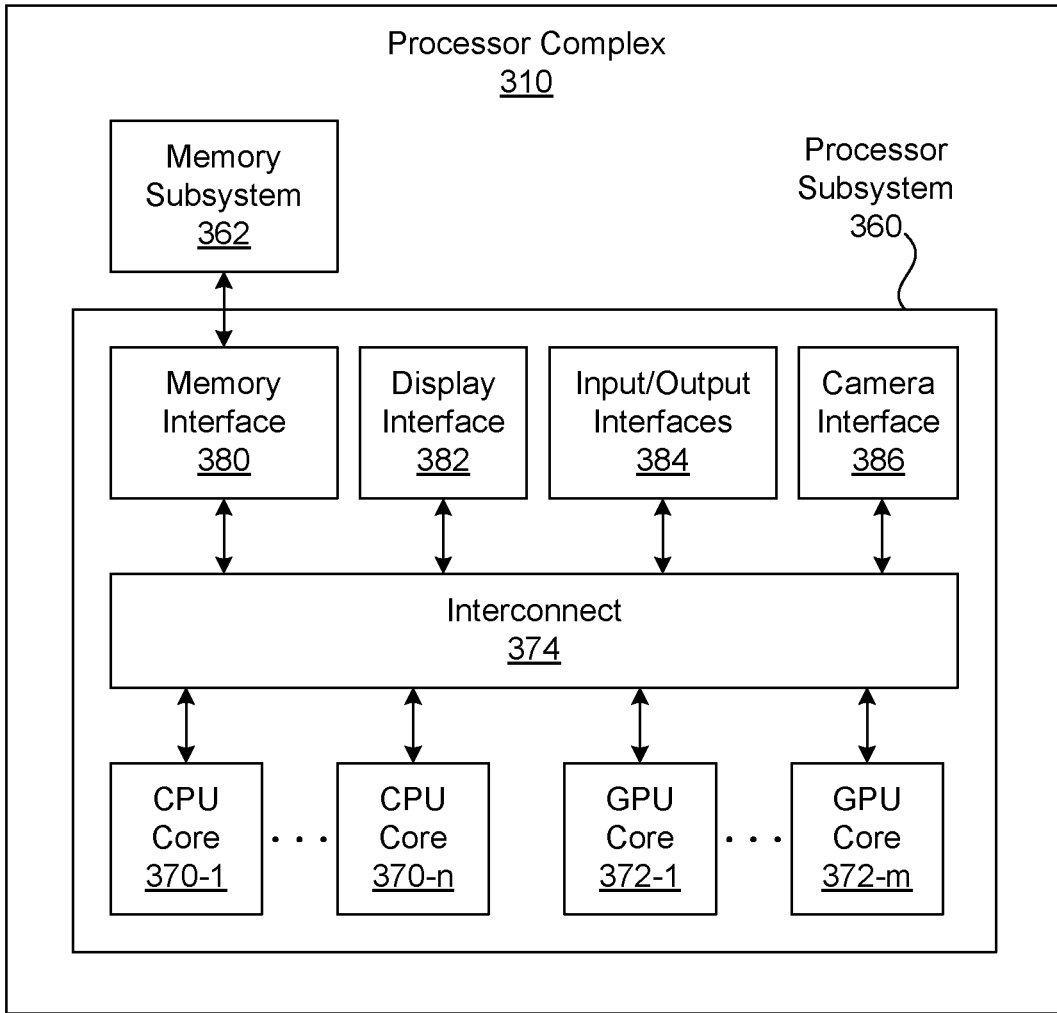 Processor Complex
310
Memory
Subsystem
362
Processor
Subsystem
360
Memory
Interface
380
Display
Interface
382
Input/Output
Interfaces
384
Camera
Interface
386
Interconnect
374
CPU
Core
370-1
. . .
CPU
Core
370-n
GPU
Core
372-1
. . .
GPU
Core
372-m